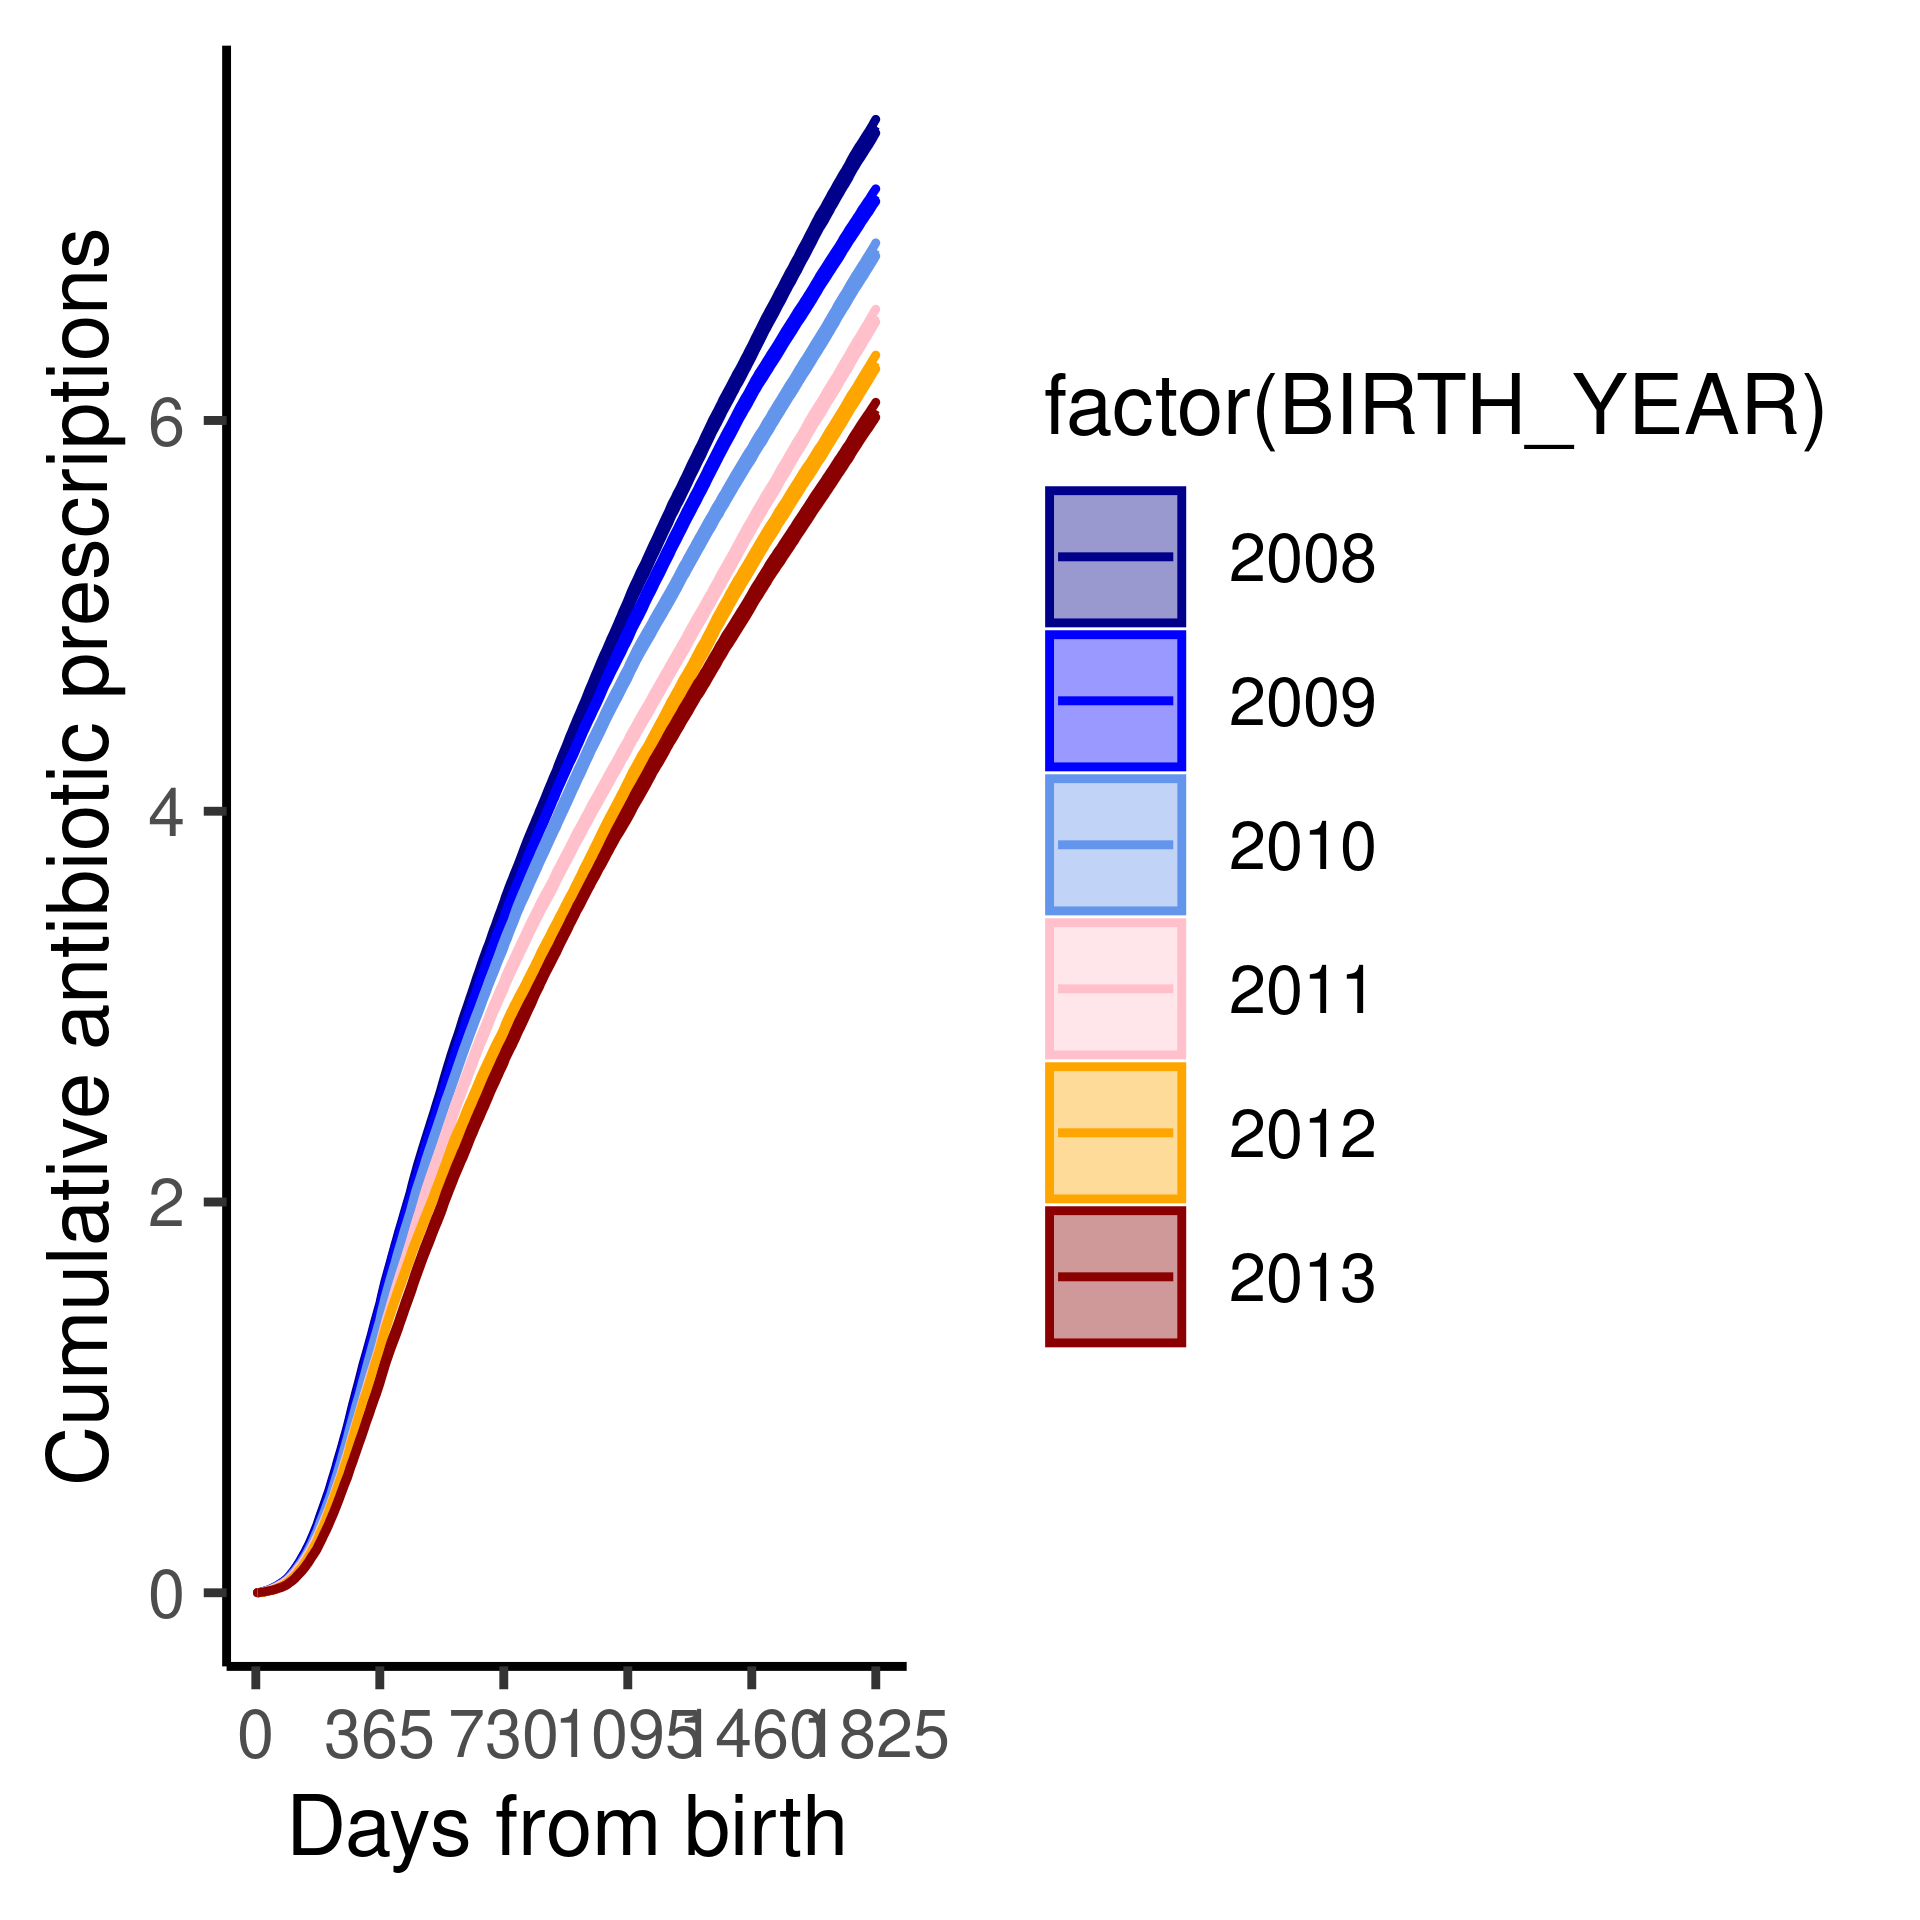 Cumulative antibiotic prescriptions
6
4
2
0
0 365 730 1095 1460 1825
Days from birth
factor(BIRTH_YEAR)
2008
2009
2010
2011
2012
2013